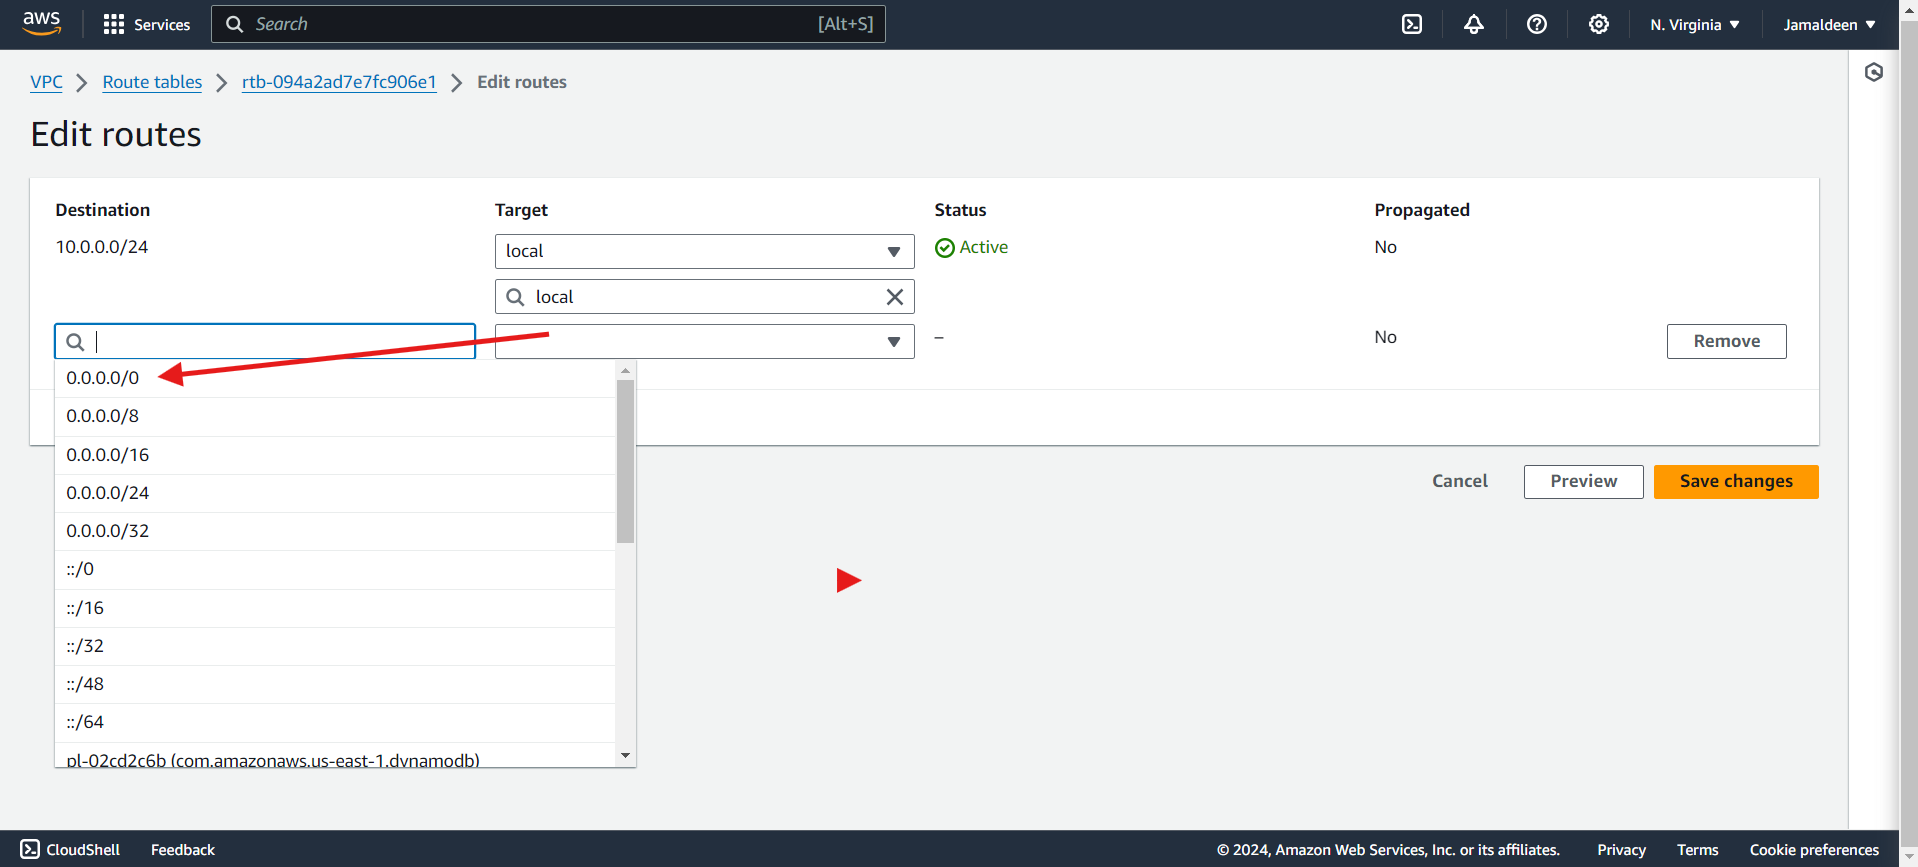 aws Services Search [Alt+S] N. Virginia Jamaldeen
VPC Route tables rtb-094a2ad7e7fc906e1 Edit routes
Edit routes
Destination Target Status Propagated
10.0.0.0/24 local Active No
local
– No Remove
0.0.0.0/0
0.0.0.0/8
0.0.0.0/16
0.0.0.0/24
0.0.0.0/32
::/0
::/16
::/32
::/48
::/64
pl-02cd2c6b (com.amazonaws.us-east-1.dynamodb)
Cancel Preview Save changes
CloudShell Feedback © 2024, Amazon Web Services, Inc. or its affiliates. Privacy Terms Cookie preferences